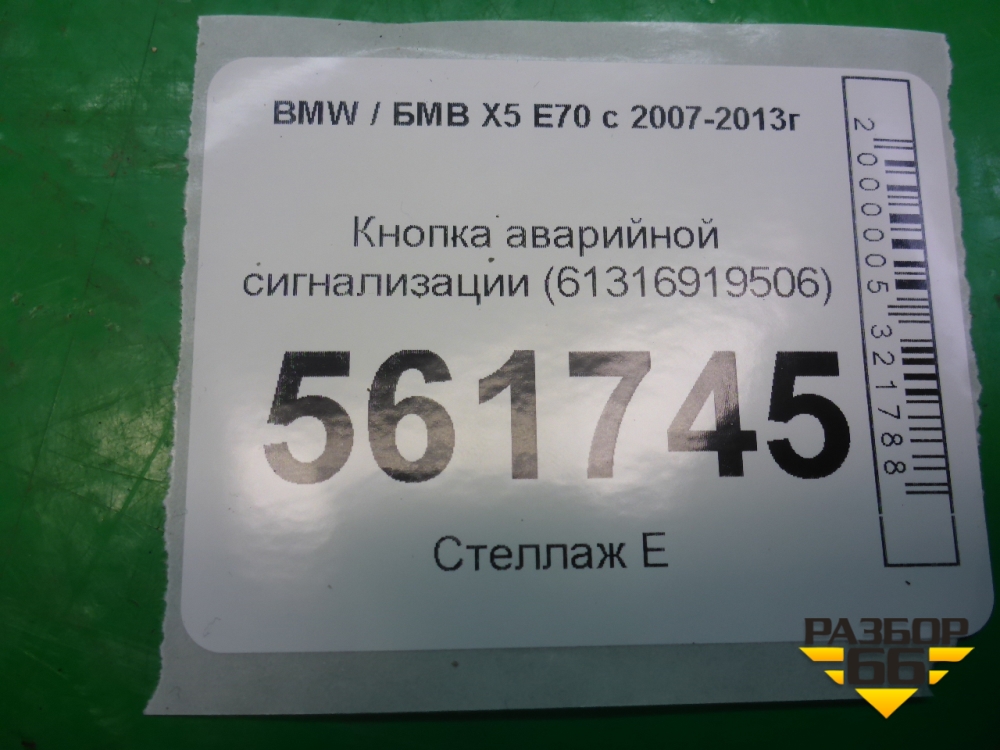 BMW / БМВ X5 E70 с 2007-2013г
Кнопка аварийной
сигнализации (61316919506)
561745
Стеллаж Е
2000005321788
РАЗБОР
66